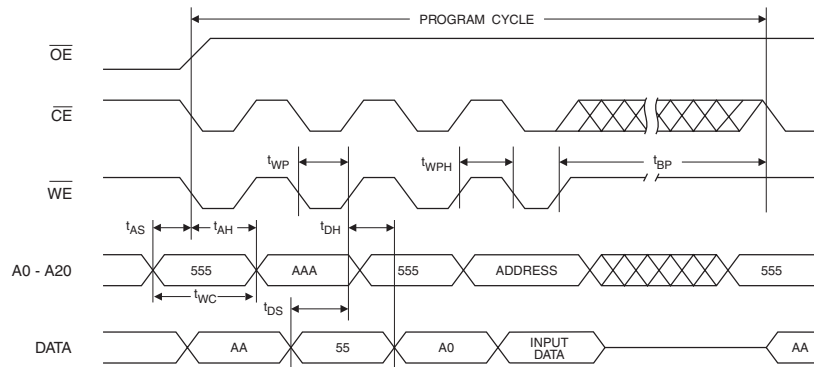 PROGRAM CYCLE
OE
CE
tWP
tWPH
tBP
WE
tAS
tAH
tDH
A0 - A20
555
AAA
555
ADDRESS
555
tWC
tDS
DATA
AA
55
A0
INPUT
DATA
AA